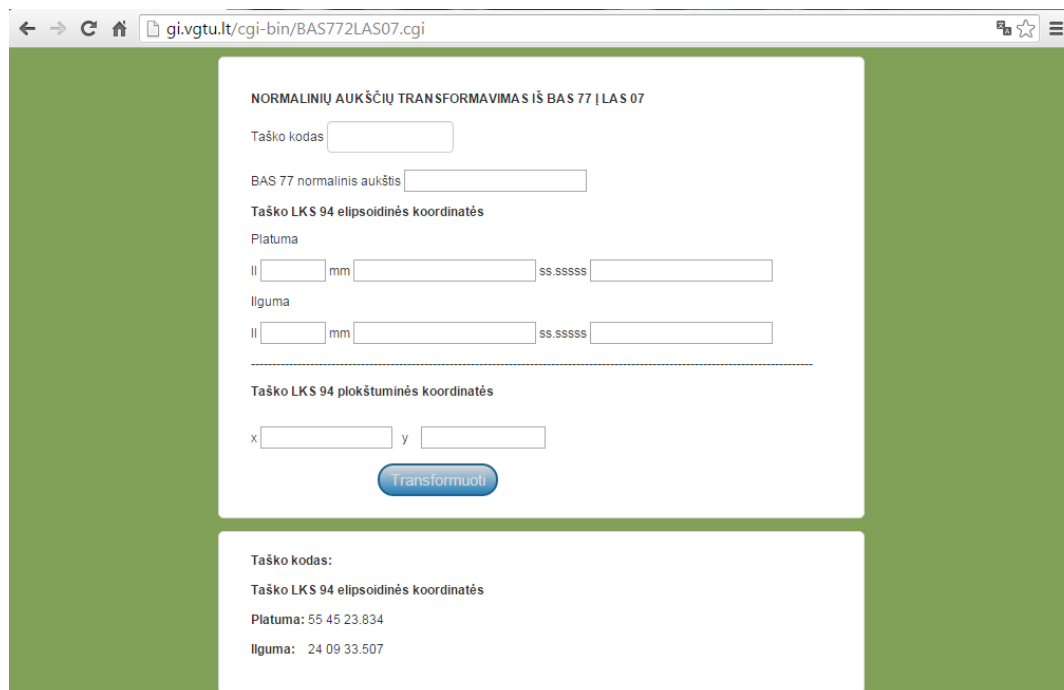 gi.vgtu.lt/cgi-bin/BAS772LAS07.cgi
NORMALINIŲ AUKŠČIŲ TRANSFORMAVIMAS IŠ BAS 77 Į LAS 07
Taško kodas
BAS 77 normalinis aukštis
Taško LKS 94 elipsoidinės koordinatės
Platuma
ll mm ss.sssss
Ilguma
ll mm ss.sssss
Taško LKS 94 plokštuminės koordinatės
x y
Transformuoti
Taško kodas:
Taško LKS 94 elipsoidinės koordinatės
Platuma: 55 45 23.834
Ilguma: 24 09 33.507